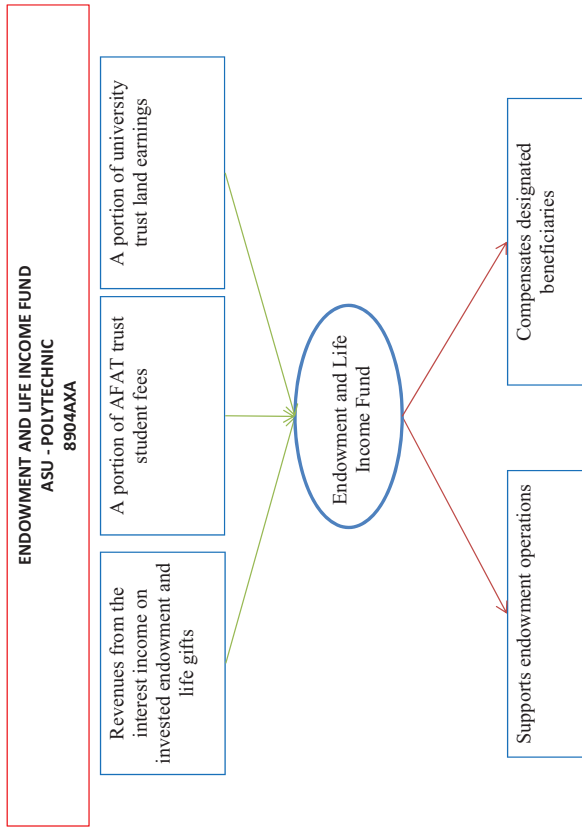 ENDOWMENT AND LIFE INCOME FUND
ASU - POLYTECHNIC
8904AXA
Revenues from the
interest income on
invested endowment and
life gifts
A portion of AFAT trust
student fees
A portion of university
trust land earnings
Endowment and Life
Income Fund
Supports endowment operations
Compensates designated
beneficiaries